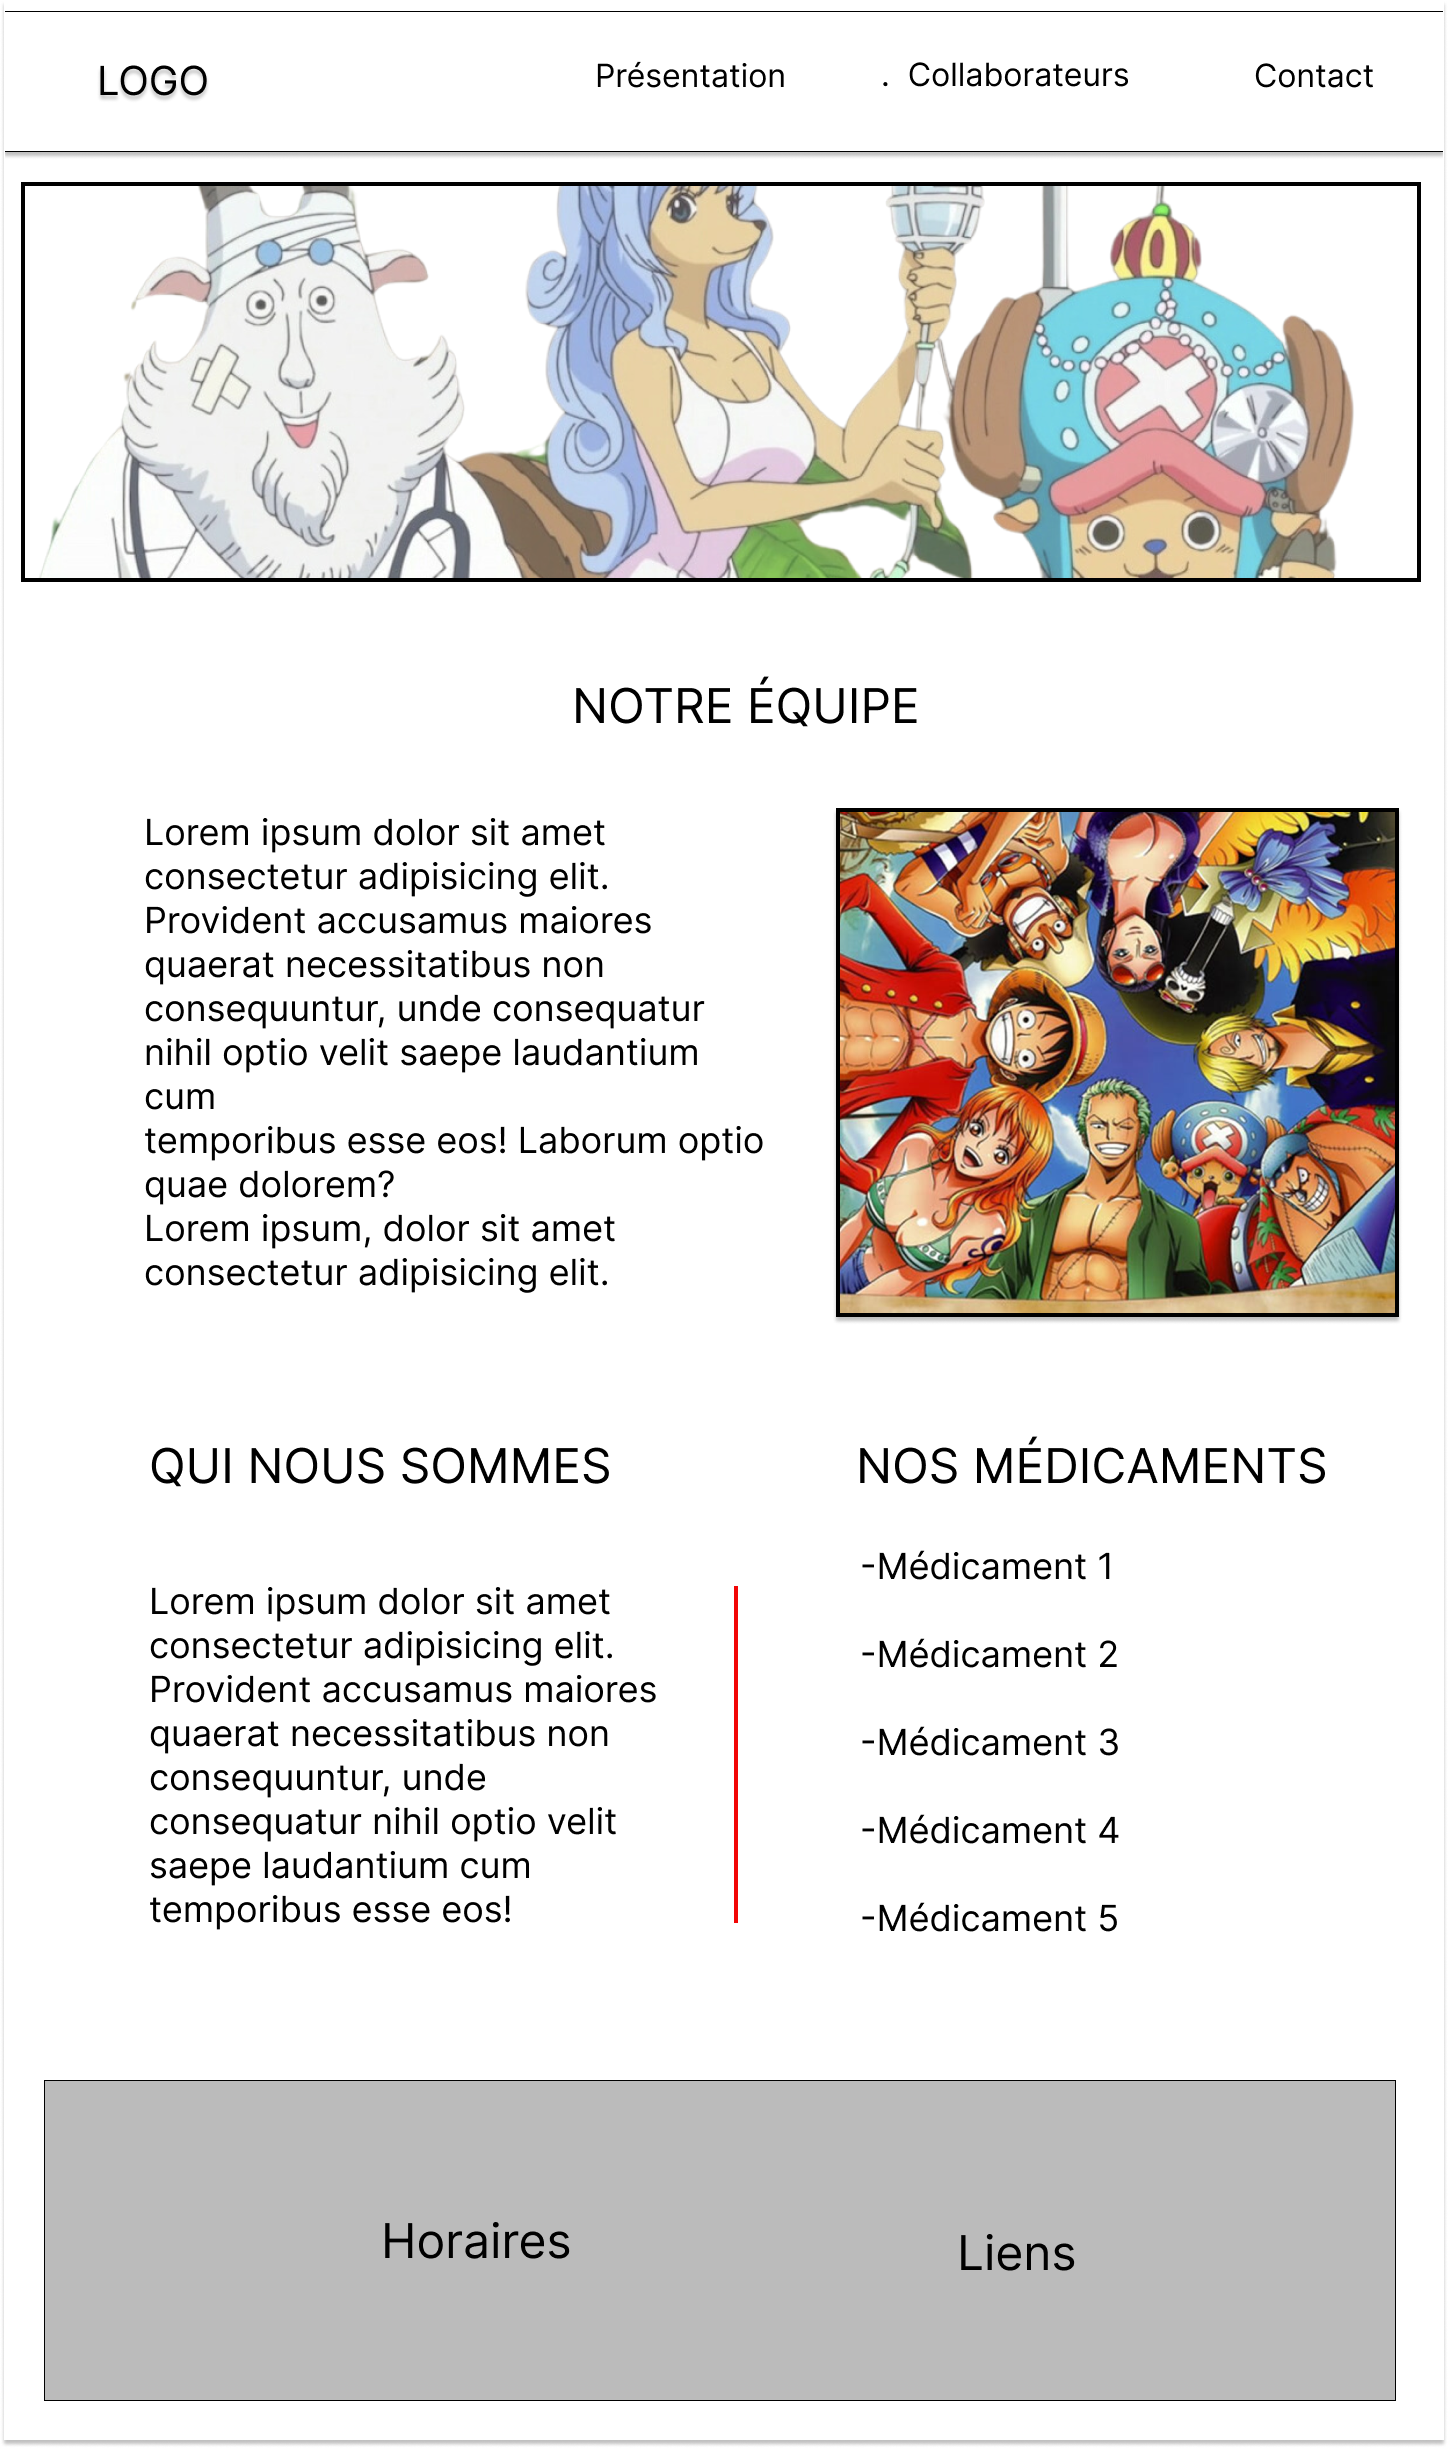 LOGO
Présentation
. Collaborateurs
Contact
NOTRE ÉQUIPE
Lorem ipsum dolor sit amet
consectetur adipisicing elit.
Provident accusamus maiores
quaerat necessitatibus non
consequuntur, unde consequatur
nihil optio velit saepe laudantium
cum
temporibus esse eos! Laborum optio
quae dolorem?
Lorem ipsum, dolor sit amet
consectetur adipisicing elit.
QUI NOUS SOMMES
Lorem ipsum dolor sit amet
consectetur adipisicing elit.
Provident accusamus maiores
quaerat necessitatibus non
consequuntur, unde
consequatur nihil optio velit
saepe laudantium cum
temporibus esse eos!
NOS MÉDICAMENTS
-Médicament 1
-Médicament 2
-Médicament 3
-Médicament 4
-Médicament 5
Horaires
Liens